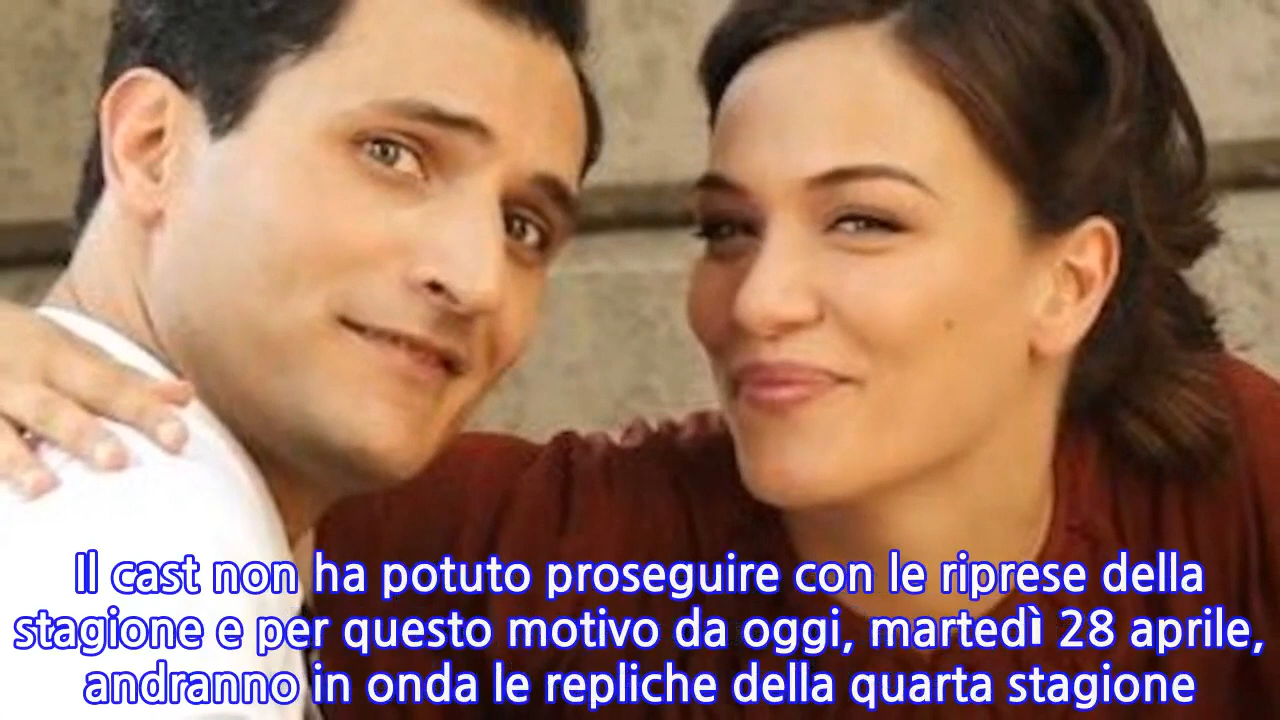 Il cast non ha potuto proseguire con le riprese della
stagione e per questo motivo da oggi, martedì 28 aprile,
andranno in onda le repliche della quarta stagione